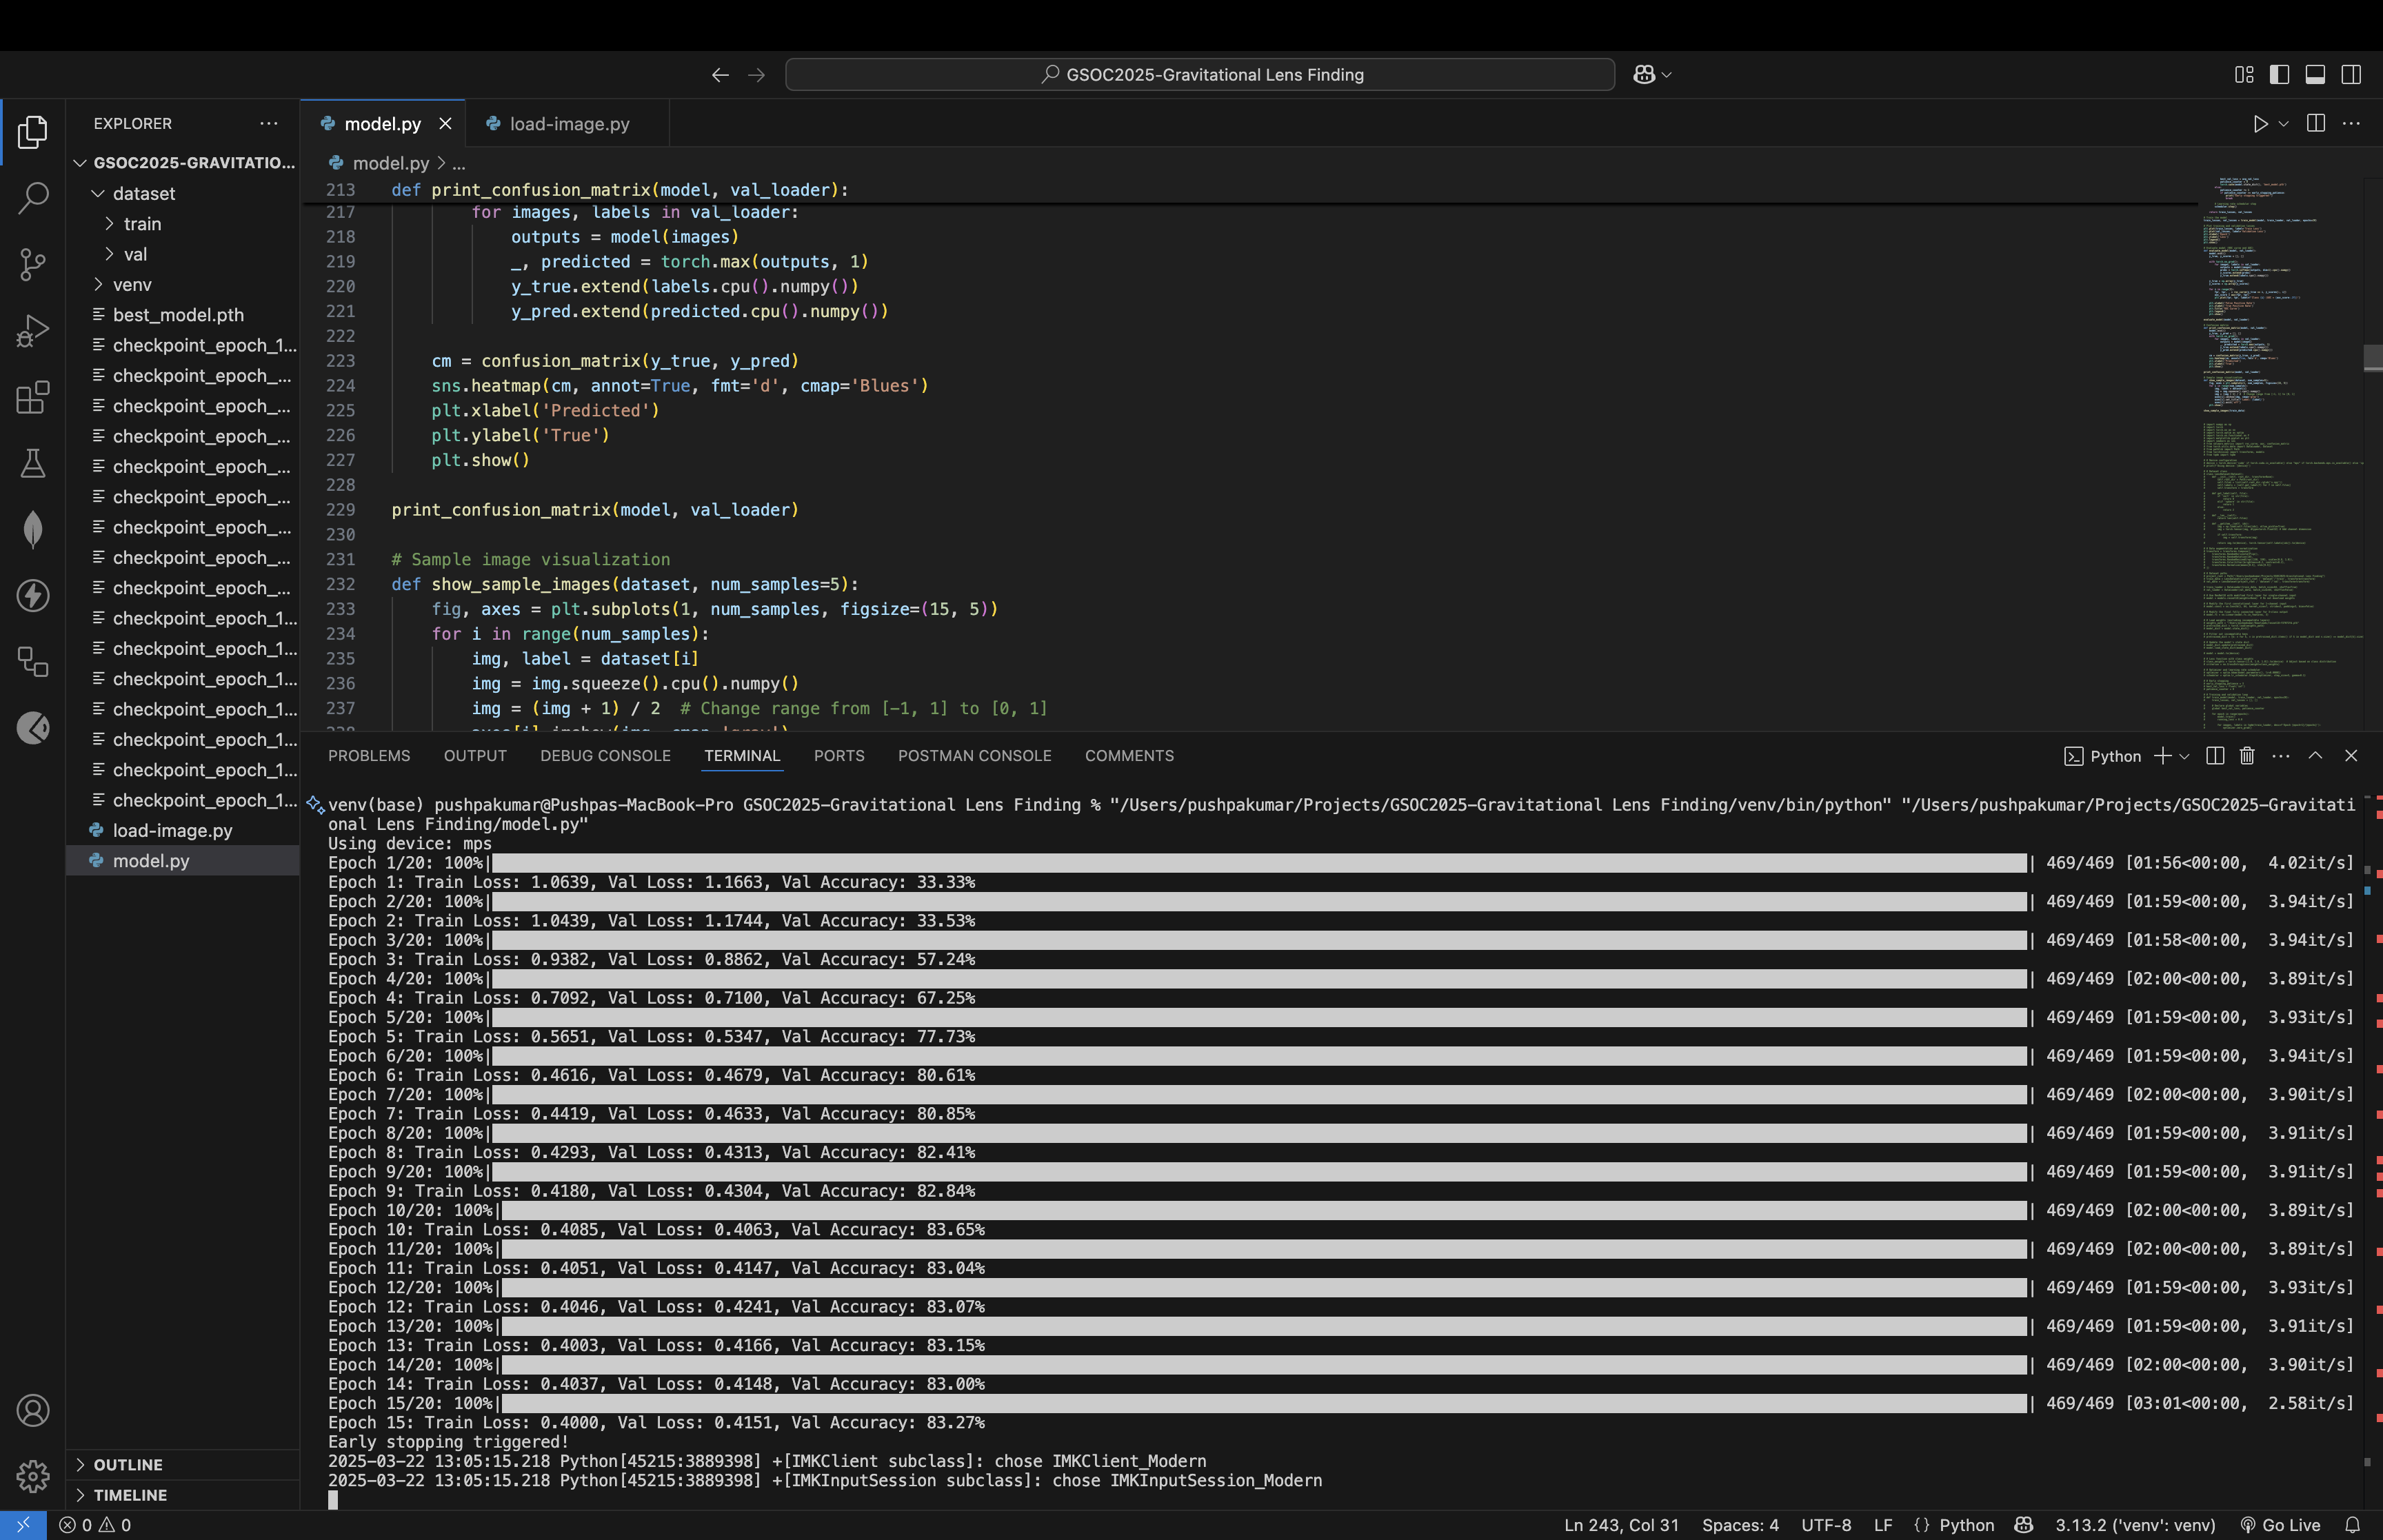 GSOC2025-Gravitational Lens Finding
EXPLORER
GSOC2025-GRAVITATIO...
dataset
train
val
venv
best_model.pth
checkpoint_epoch_1...
checkpoint_epoch_...
checkpoint_epoch_...
checkpoint_epoch_...
checkpoint_epoch_...
checkpoint_epoch_...
checkpoint_epoch_...
checkpoint_epoch_...
checkpoint_epoch_...
checkpoint_epoch_1...
checkpoint_epoch_1...
checkpoint_epoch_1...
checkpoint_epoch_1...
checkpoint_epoch_1...
checkpoint_epoch_1...
checkpoint_epoch_1...
load-image.py
model.py
OUTLINE
TIMELINE
model.py
load-image.py
model.py > ...
213 def print_confusion_matrix(model, val_loader):
217 for images, labels in val_loader:
218 outputs = model(images)
219 _, predicted = torch.max(outputs, 1)
220 y_true.extend(labels.cpu().numpy())
221 y_pred.extend(predicted.cpu().numpy())
222
223 cm = confusion_matrix(y_true, y_pred)
224 sns.heatmap(cm, annot=True, fmt='d', cmap='Blues')
225 plt.xlabel('Predicted')
226 plt.ylabel('True')
227 plt.show()
228
229 print_confusion_matrix(model, val_loader)
230
231 # Sample image visualization
232 def show_sample_images(dataset, num_samples=5):
233 fig, axes = plt.subplots(1, num_samples, figsize=(15, 5))
234 for i in range(num_samples):
235 img, label = dataset[i]
236 img = img.squeeze().cpu().numpy()
237 img = (img + 1) / 2 # Change range from [-1, 1] to [0, 1]
PROBLEMS OUTPUT DEBUG CONSOLE TERMINAL PORTS POSTMAN CONSOLE COMMENTS
Python
venv(base) pushpakumar@Pushpas-MacBook-Pro GSOC2025-Gravitational Lens Finding % "/Users/pushpakumar/Projects/GSOC2025-Gravitational Lens Finding/venv/bin/python" "/Users/pushpakumar/Projects/GSOC2025-Gravitati
onal Lens Finding/model.py"
Using device: mps
Epoch 1/20: 100%| | 469/469 [01:56<00:00, 4.02it/s]
Epoch 1: Train Loss: 1.0639, Val Loss: 1.1663, Val Accuracy: 33.33%
Epoch 2/20: 100%| | 469/469 [01:59<00:00, 3.94it/s]
Epoch 2: Train Loss: 1.0439, Val Loss: 1.1744, Val Accuracy: 33.53%
Epoch 3/20: 100%| | 469/469 [01:58<00:00, 3.94it/s]
Epoch 3: Train Loss: 0.9382, Val Loss: 0.8862, Val Accuracy: 57.24%
Epoch 4/20: 100%| | 469/469 [02:00<00:00, 3.89it/s]
Epoch 4: Train Loss: 0.7092, Val Loss: 0.7100, Val Accuracy: 67.25%
Epoch 5/20: 100%| | 469/469 [01:59<00:00, 3.93it/s]
Epoch 5: Train Loss: 0.5651, Val Loss: 0.5347, Val Accuracy: 77.73%
Epoch 6/20: 100%| | 469/469 [01:59<00:00, 3.94it/s]
Epoch 6: Train Loss: 0.4616, Val Loss: 0.4679, Val Accuracy: 80.61%
Epoch 7/20: 100%| | 469/469 [02:00<00:00, 3.90it/s]
Epoch 7: Train Loss: 0.4419, Val Loss: 0.4633, Val Accuracy: 80.85%
Epoch 8/20: 100%| | 469/469 [01:59<00:00, 3.91it/s]
Epoch 8: Train Loss: 0.4293, Val Loss: 0.4313, Val Accuracy: 82.41%
Epoch 9/20: 100%| | 469/469 [01:59<00:00, 3.91it/s]
Epoch 9: Train Loss: 0.4180, Val Loss: 0.4304, Val Accuracy: 82.84%
Epoch 10/20: 100%| | 469/469 [02:00<00:00, 3.89it/s]
Epoch 10: Train Loss: 0.4085, Val Loss: 0.4063, Val Accuracy: 83.65%
Epoch 11/20: 100%| | 469/469 [02:00<00:00, 3.89it/s]
Epoch 11: Train Loss: 0.4051, Val Loss: 0.4147, Val Accuracy: 83.04%
Epoch 12/20: 100%| | 469/469 [01:59<00:00, 3.93it/s]
Epoch 12: Train Loss: 0.4046, Val Loss: 0.4241, Val Accuracy: 83.07%
Epoch 13/20: 100%| | 469/469 [01:59<00:00, 3.91it/s]
Epoch 13: Train Loss: 0.4003, Val Loss: 0.4166, Val Accuracy: 83.15%
Epoch 14/20: 100%| | 469/469 [02:00<00:00, 3.90it/s]
Epoch 14: Train Loss: 0.4037, Val Loss: 0.4148, Val Accuracy: 83.00%
Epoch 15/20: 100%| | 469/469 [03:01<00:00, 2.58it/s]
Epoch 15: Train Loss: 0.4000, Val Loss: 0.4151, Val Accuracy: 83.27%
Early stopping triggered!
2025-03-22 13:05:15.218 Python[45215:3889398] +[IMKClient subclass]: chose IMKClient_Modern
2025-03-22 13:05:15.218 Python[45215:3889398] +[IMKInputSession subclass]: chose IMKInputSession_Modern
0 0
Ln 243, Col 31 Spaces: 4 UTF-8 LF {} Python 3.13.2 ('venv': venv) Go Live